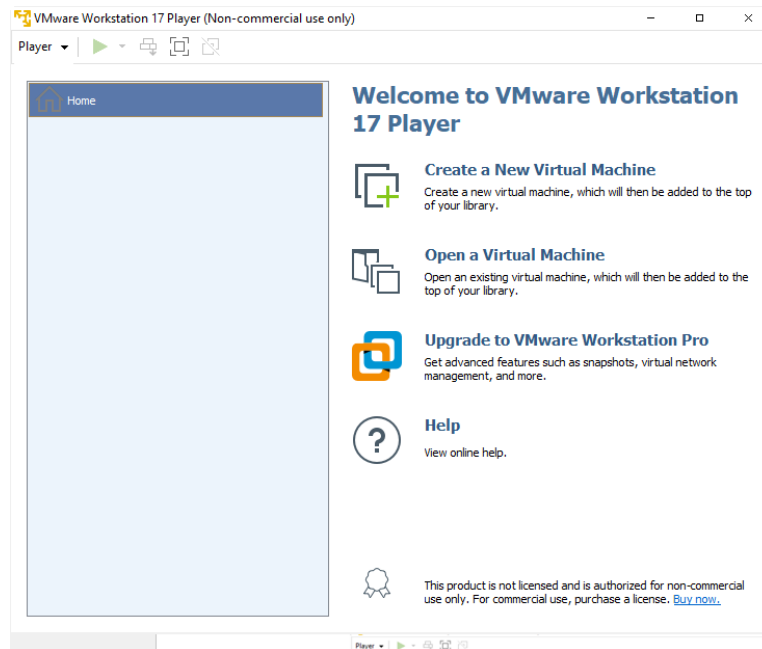 VMware Workstation 17 Player (Non-commercial use only)
Player
Home
Welcome to VMware Workstation
17 Player
Create a New Virtual Machine
Create a new virtual machine, which will then be added to the top
of your library.
Open a Virtual Machine
Open an existing virtual machine, which will then be added to the
top of your library.
Upgrade to VMware Workstation Pro
Get advanced features such as snapshots, virtual network
management, and more.
Help
View online help.
This product is not licensed and is authorized for non-commercial
use only. For commercial use, purchase a license. Buy now.
Player